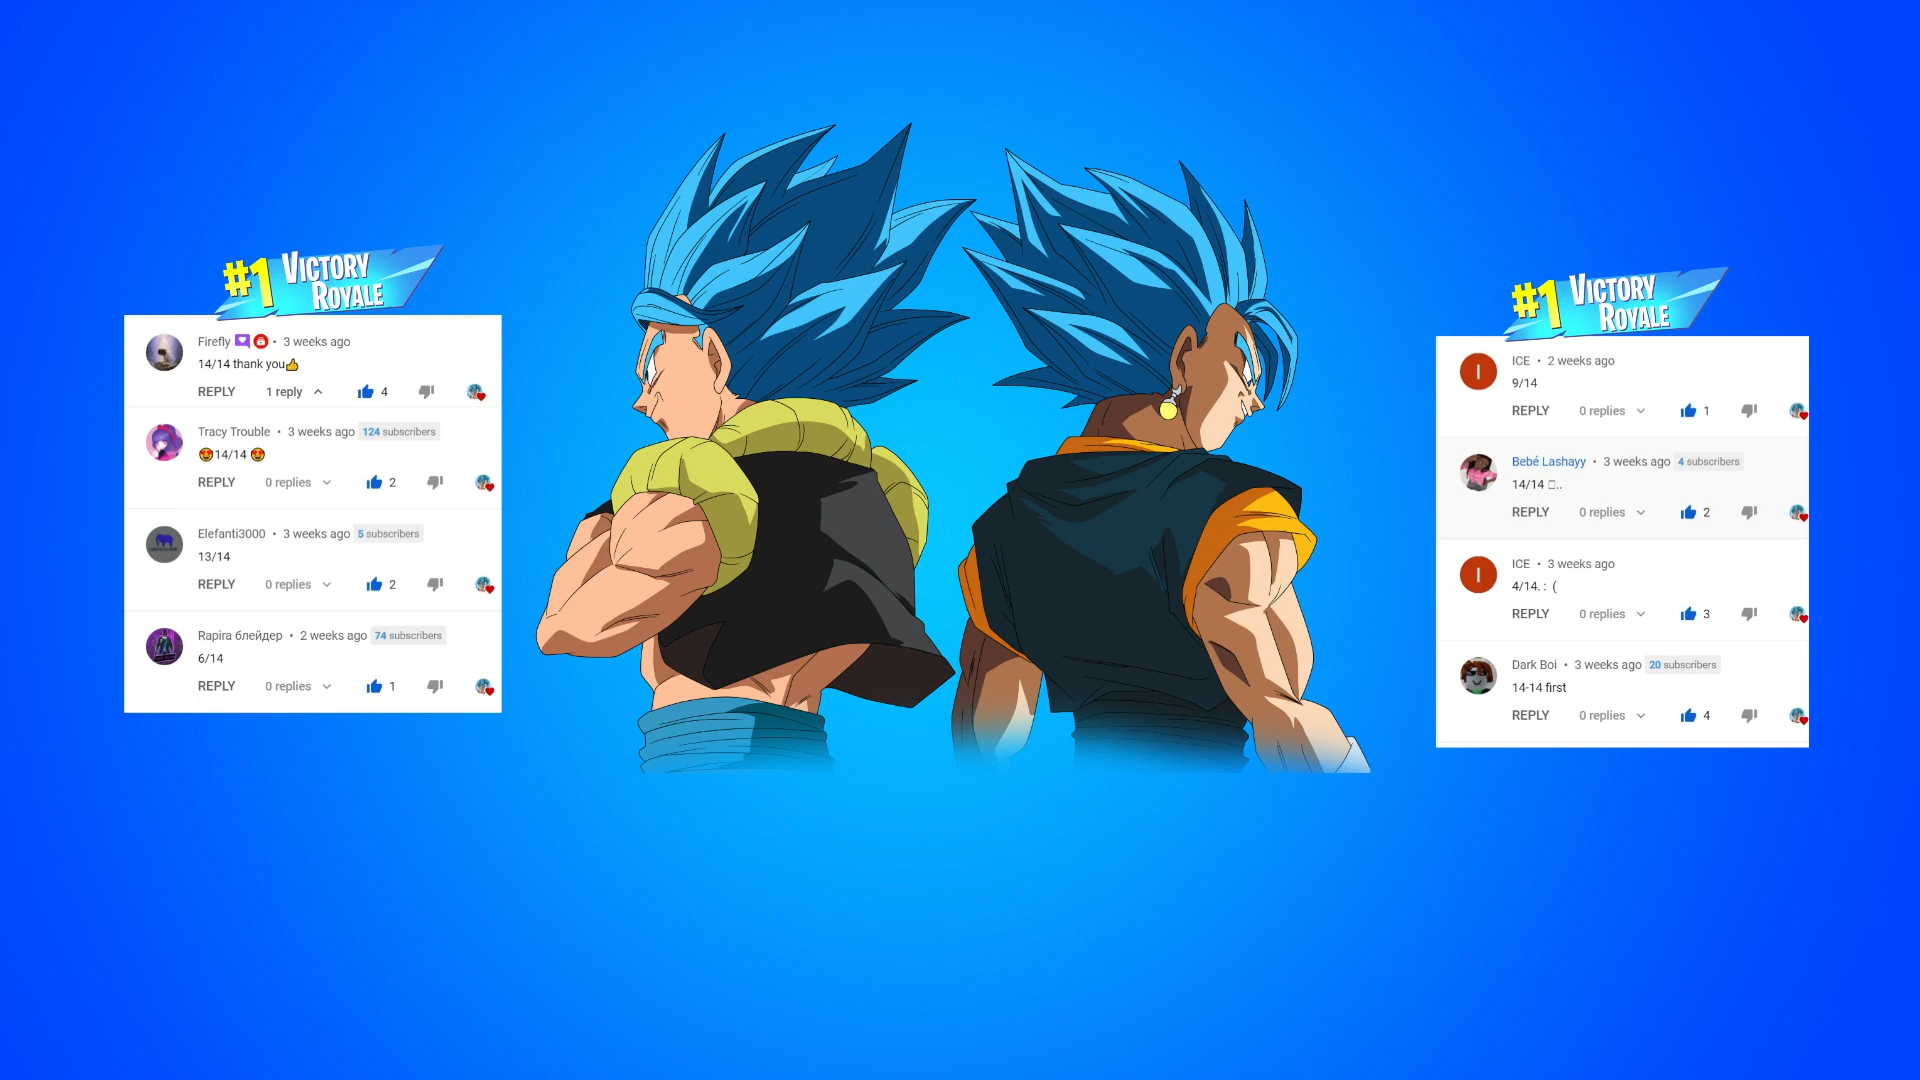 #1 VICTORY
ROYALE
Firefly • 3 weeks ago
14/14 thank you👍
REPLY 1 reply 4
Tracy Trouble • 3 weeks ago 124 subscribers
😍14/14 😍
REPLY 0 replies 2
Elefanti3000 • 3 weeks ago 5 subscribers
13/14
REPLY 0 replies 2
Rapira блейдер • 2 weeks ago 74 subscribers
6/14
REPLY 0 replies 1
#1 VICTORY
ROYALE
I
ICE • 2 weeks ago
9/14
REPLY 0 replies 1
Bebé Lashayy • 3 weeks ago 4 subscribers
14/14 □..
REPLY 0 replies 2
I
ICE • 3 weeks ago
4/14. : (
REPLY 0 replies 3
Dark Boi • 3 weeks ago 20 subscribers
14-14 first
REPLY 0 replies 4